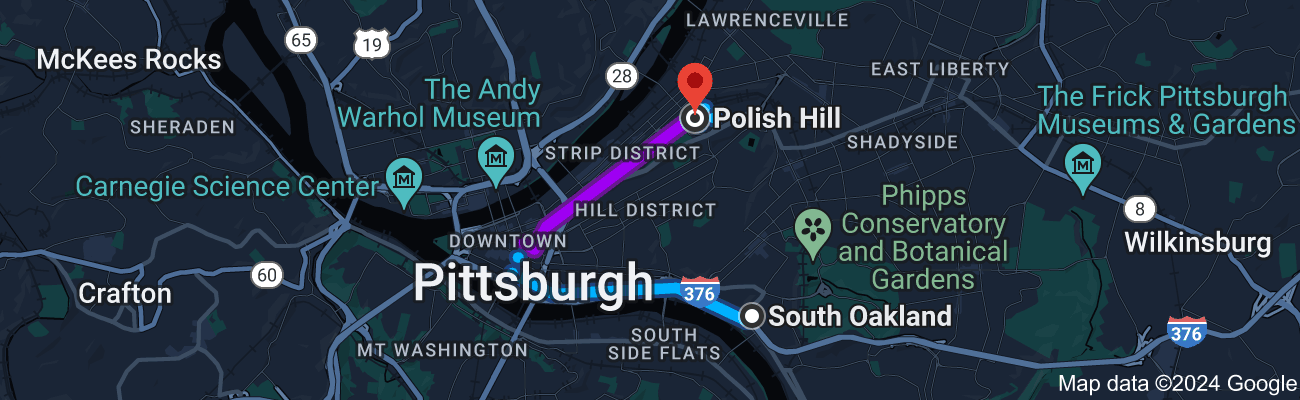 LAWRENCEVILLE
65
19
McKees Rocks
28
EAST LIBERTY
The Andy
Warhol Museum
The Frick Pittsburgh
Museums & Gardens
SHERADEN
Polish Hill
SHADYSIDE
STRIP DISTRICT
Carnegie Science Center
Phipps
Conservatory
and Botanical
Gardens
HILL DISTRICT
8
DOWNTOWN
Wilkinsburg
60
Pittsburgh
Crafton
376
South Oakland
SOUTH
SIDE FLATS
376
MT WASHINGTON
Map data ©2024 Google